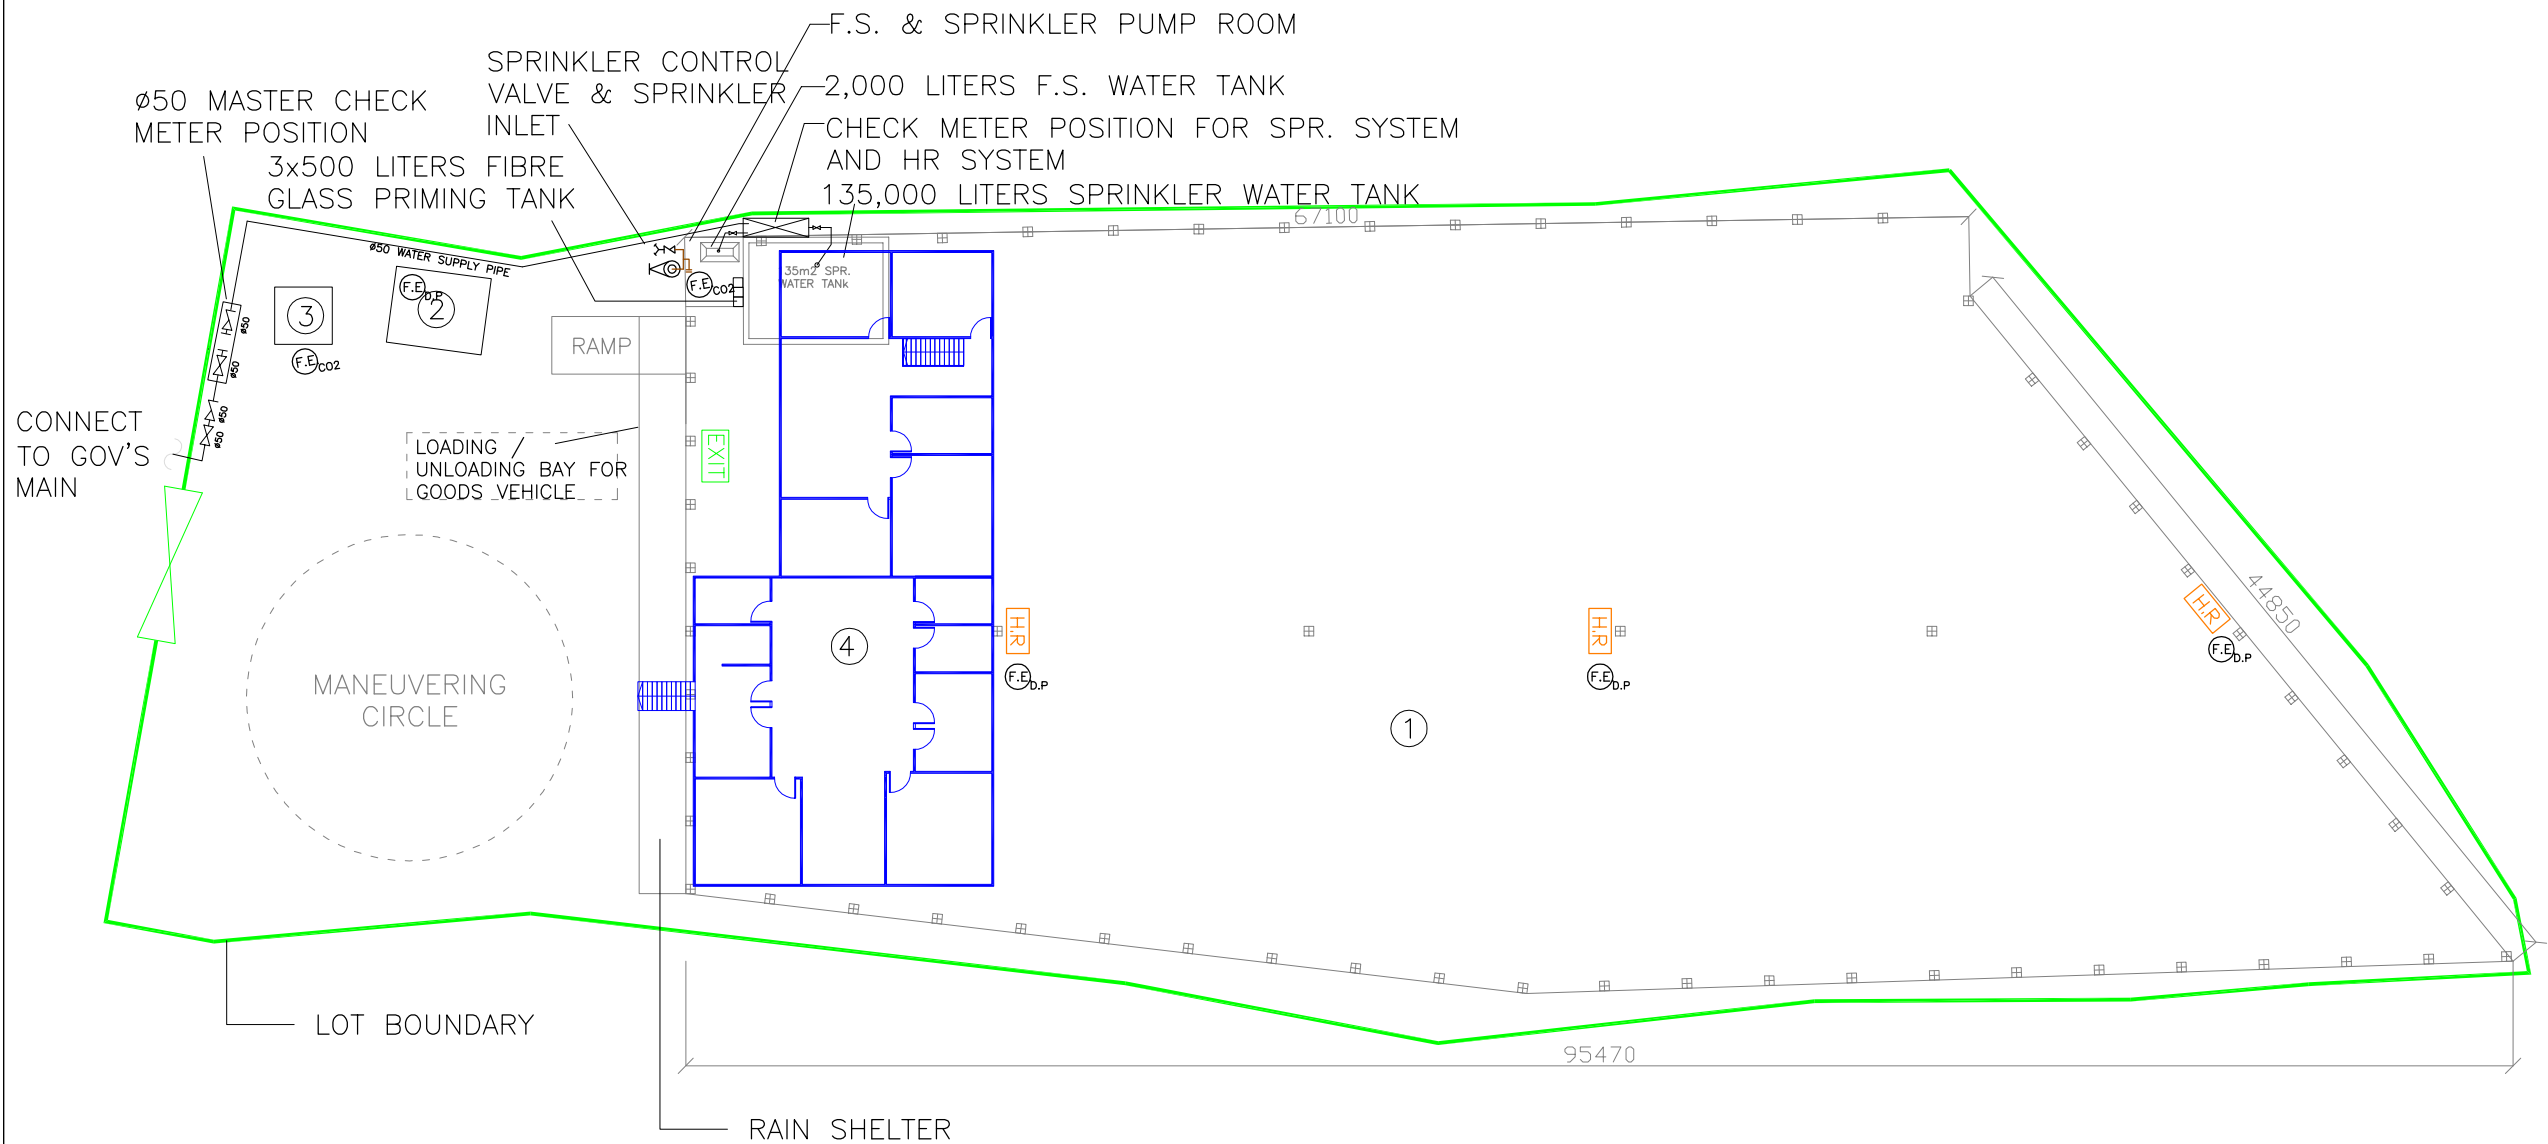 F.S. & SPRINKLER PUMP ROOM
SPRINKLER CONTROL
VALVE & SPRINKLER
INLET
2,000 LITERS F.S. WATER TANK
ø50 MASTER CHECK
METER POSITION
CHECK METER POSITION FOR SPR. SYSTEM
AND HR SYSTEM
3x500 LITERS FIBRE
GLASS PRIMING TANK
135,000 LITERS SPRINKLER WATER TANK
67100
ø50 WATER SUPPLY PIPE
35m2 SPR.
WATER TANK
F.E CO2
F.E D.P
2
3
F.E CO2
ø50
ø50
ø50
ø50
RAMP
CONNECT
TO GOV'S
MAIN
LOADING /
UNLOADING BAY FOR
GOODS VEHICLE
EXIT
44850
H.R
H.R
H.R
4
F.E D.P
F.E D.P
F.E D.P
MANEUVERING
CIRCLE
1
LOT BOUNDARY
95470
RAIN SHELTER